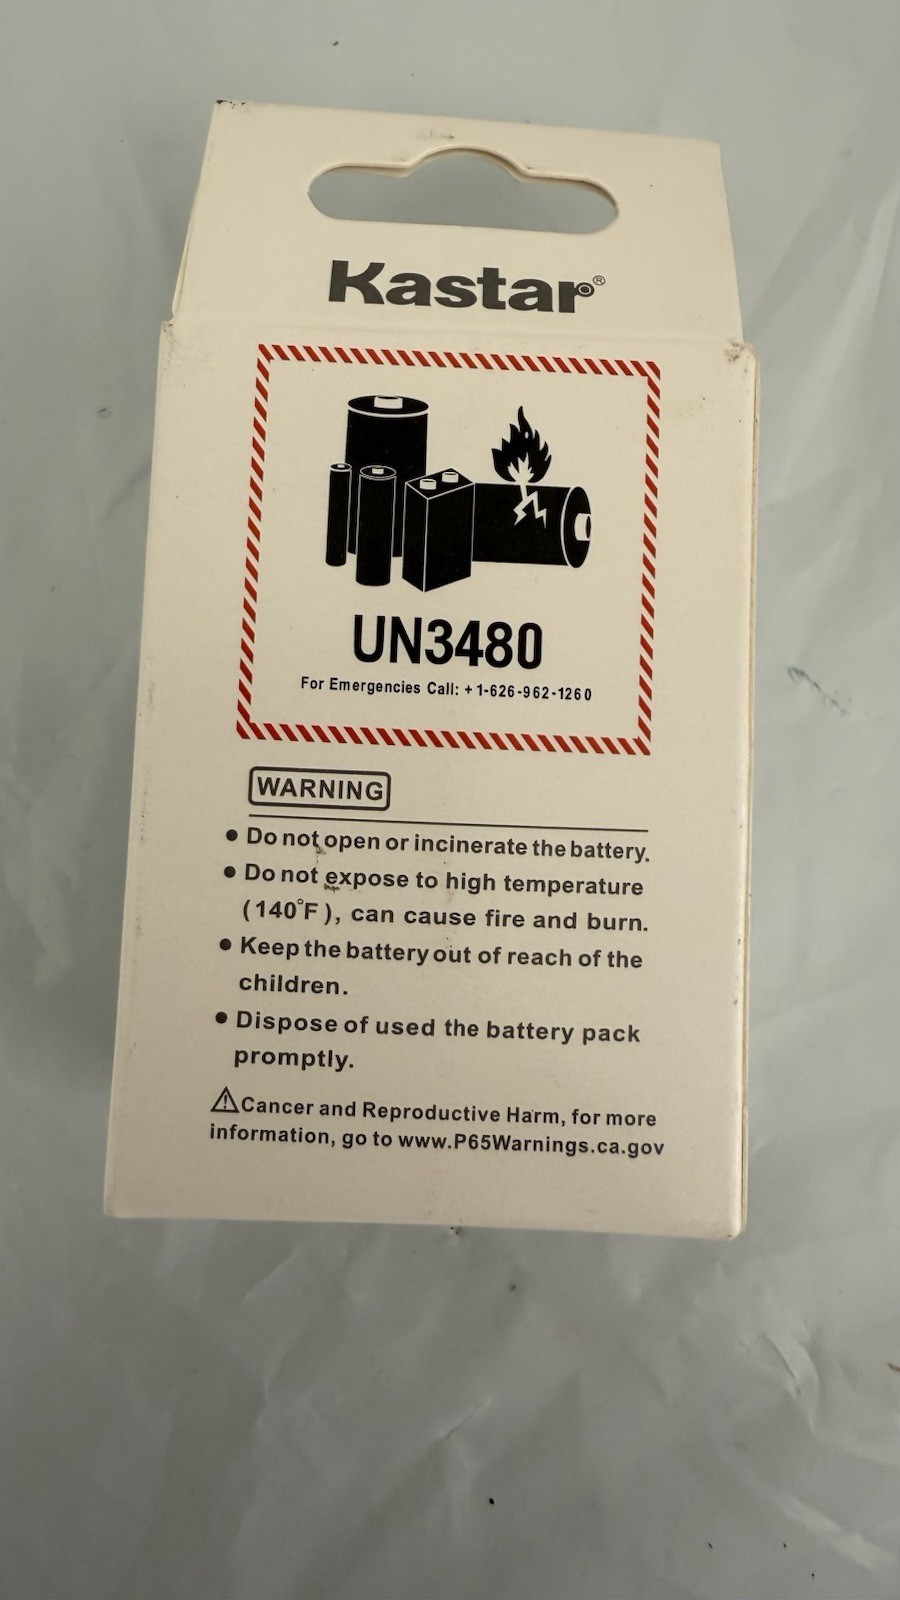 Kastar®
UN3480
For Emergencies Call: +1-626-962-1260
WARNING
● Do not open or incinerate the battery.
● Do not expose to high temperature
(140°F), can cause fire and burn.
● Keep the battery out of reach of the
children.
● Dispose of used the battery pack
promptly.
⚠Cancer and Reproductive Harm, for more
information, go to www.P65Warnings.ca.gov